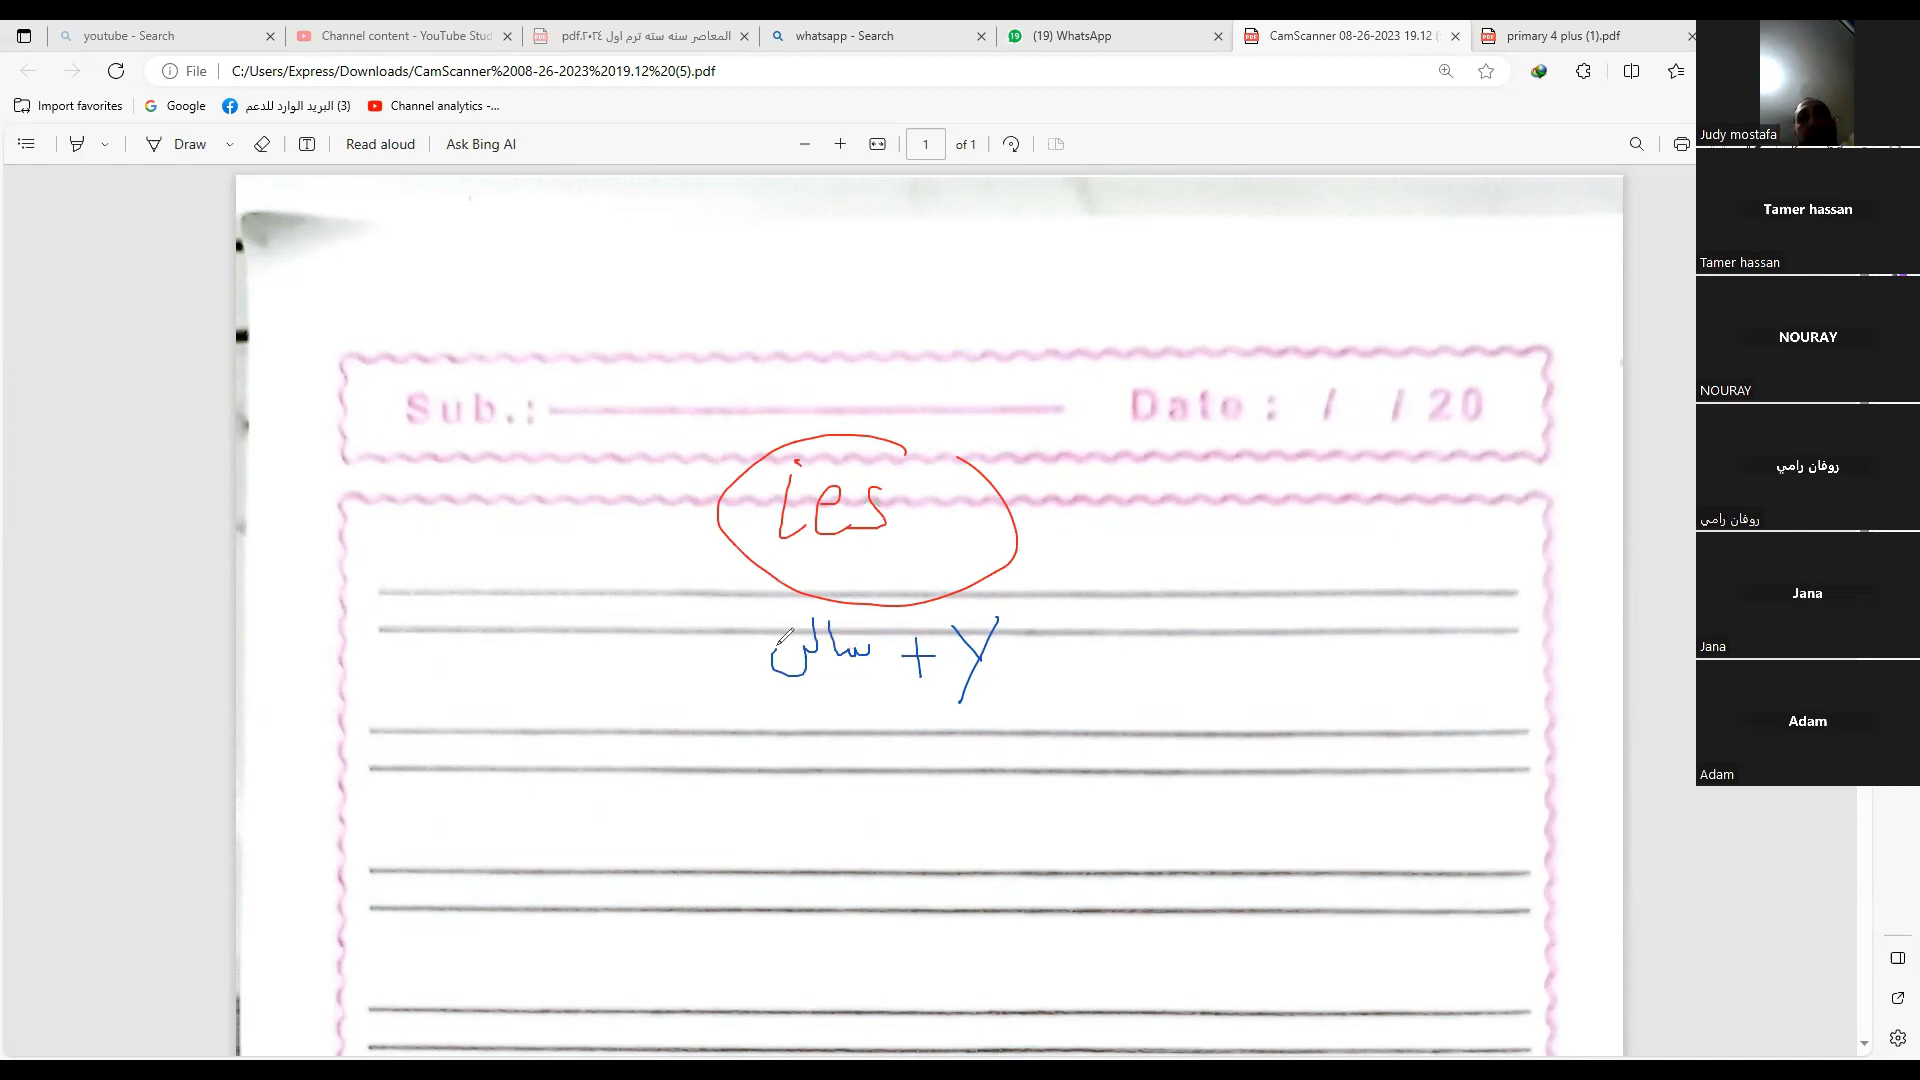 youtube - Search
Channel content - YouTube Stud
المعاصر سنه سته ترم اول ٢٠٢٤.pdf
whatsapp - Search
(19) WhatsApp
CamScanner 08-26-2023 19.12 (
primary 4 plus (1).pdf
File
C:/Users/Express/Downloads/CamScanner%2008-26-2023%2019.12%20(5).pdf
Import favorites
Google
(3) البريد الوارد للدعم
Channel analytics -...
Draw
Read aloud
Ask Bing AI
1
of 1
Sub.:
Date : / / 20
ies
+ y
Judy mostafa
Tamer hassan
Tamer hassan
NOURAY
NOURAY
روفان رامي
روفان رامي
Jana
Jana
Adam
Adam